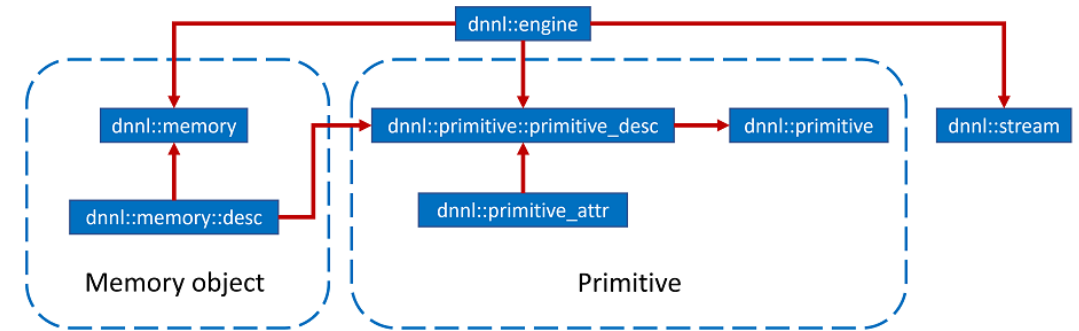 dnnl::engine
dnnl::memory
dnnl::primitive::primitive_desc
dnnl::primitive
dnnl::stream
dnnl::memory::desc
dnnl::primitive_attr
Memory object
Primitive